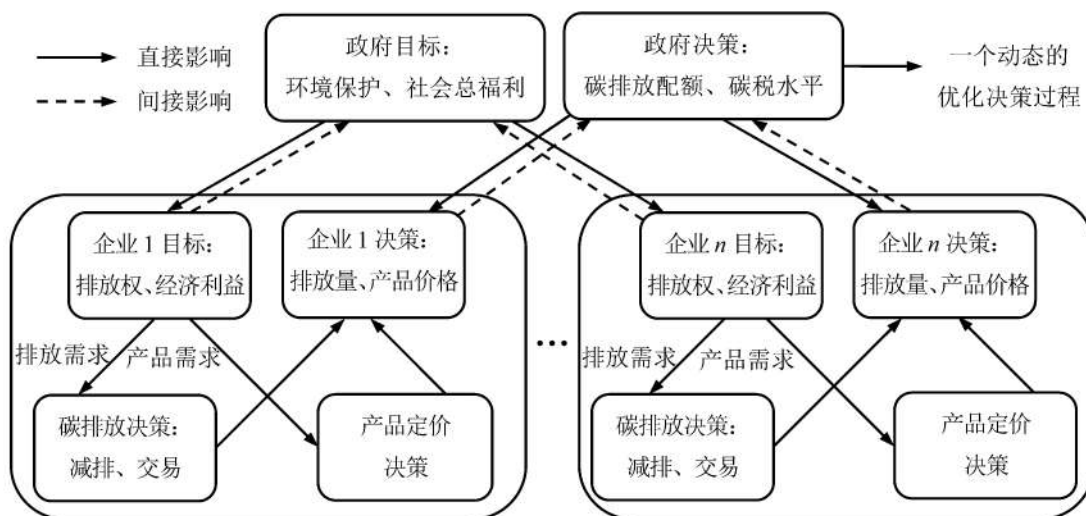 直接影响
间接影响
政府目标：
环境保护、社会总福利
政府决策：
碳排放配额、碳税水平
一个动态的
优化决策过程
企业 1 目标：
排放权、经济利益
企业 1 决策：
排放量、产品价格
企业 n 目标：
排放权、经济利益
企业 n 决策：
排放量、产品价格
排放需求
产品需求
…
排放需求
产品需求
碳排放决策：
减排、交易
产品定价
决策
碳排放决策：
减排、交易
产品定价
决策